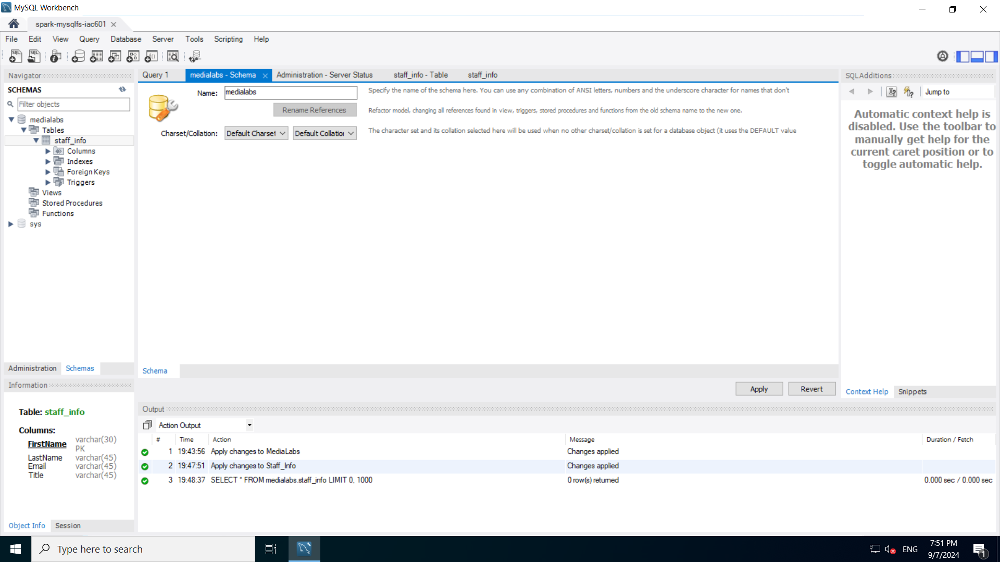 MySQL Workbench
spark-mysqlfs-iac601
File Edit View Query Database Server Tools Scripting Help
Navigator
SCHEMAS
Filter objects
medialabs
Tables
staff_info
Columns
Indexes
Foreign Keys
Triggers
Views
Stored Procedures
Functions
sys
Administration Schemas
Information
Table: staff_info
Columns:
FirstName varchar(30) PK
LastName varchar(45)
Email varchar(45)
Title varchar(45)
Object Info Session
Query 1 medialabs - Schema Administration - Server Status staff_info - Table staff_info
Name: medialabs Specify the name of the schema here. You can use any combination of ANSI letters, numbers and the underscore character for names that don't
Rename References Refactor model, changing all references found in view, triggers, stored procedures and functions from the old schema name to the new one.
Charset/Collation: Default Charset Default Collation The character set and its collation selected here will be used when no other charset/collation is set for a database object (it uses the DEFAULT value
Schema
Apply Revert
Output
Action Output
# Time Action Message Duration / Fetch
1 19:43:56 Apply changes to MediaLabs Changes applied
2 19:47:51 Apply changes to Staff_Info Changes applied
3 19:48:37 SELECT * FROM medialabs.staff_info LIMIT 0, 1000 0 row(s) returned 0.000 sec / 0.000 sec
SQLAdditions
Jump to
Automatic context help is
disabled. Use the toolbar to
manually get help for the
current caret position or to
toggle automatic help.
Context Help Snippets
Type here to search
ENG
7:51 PM
9/7/2024
1